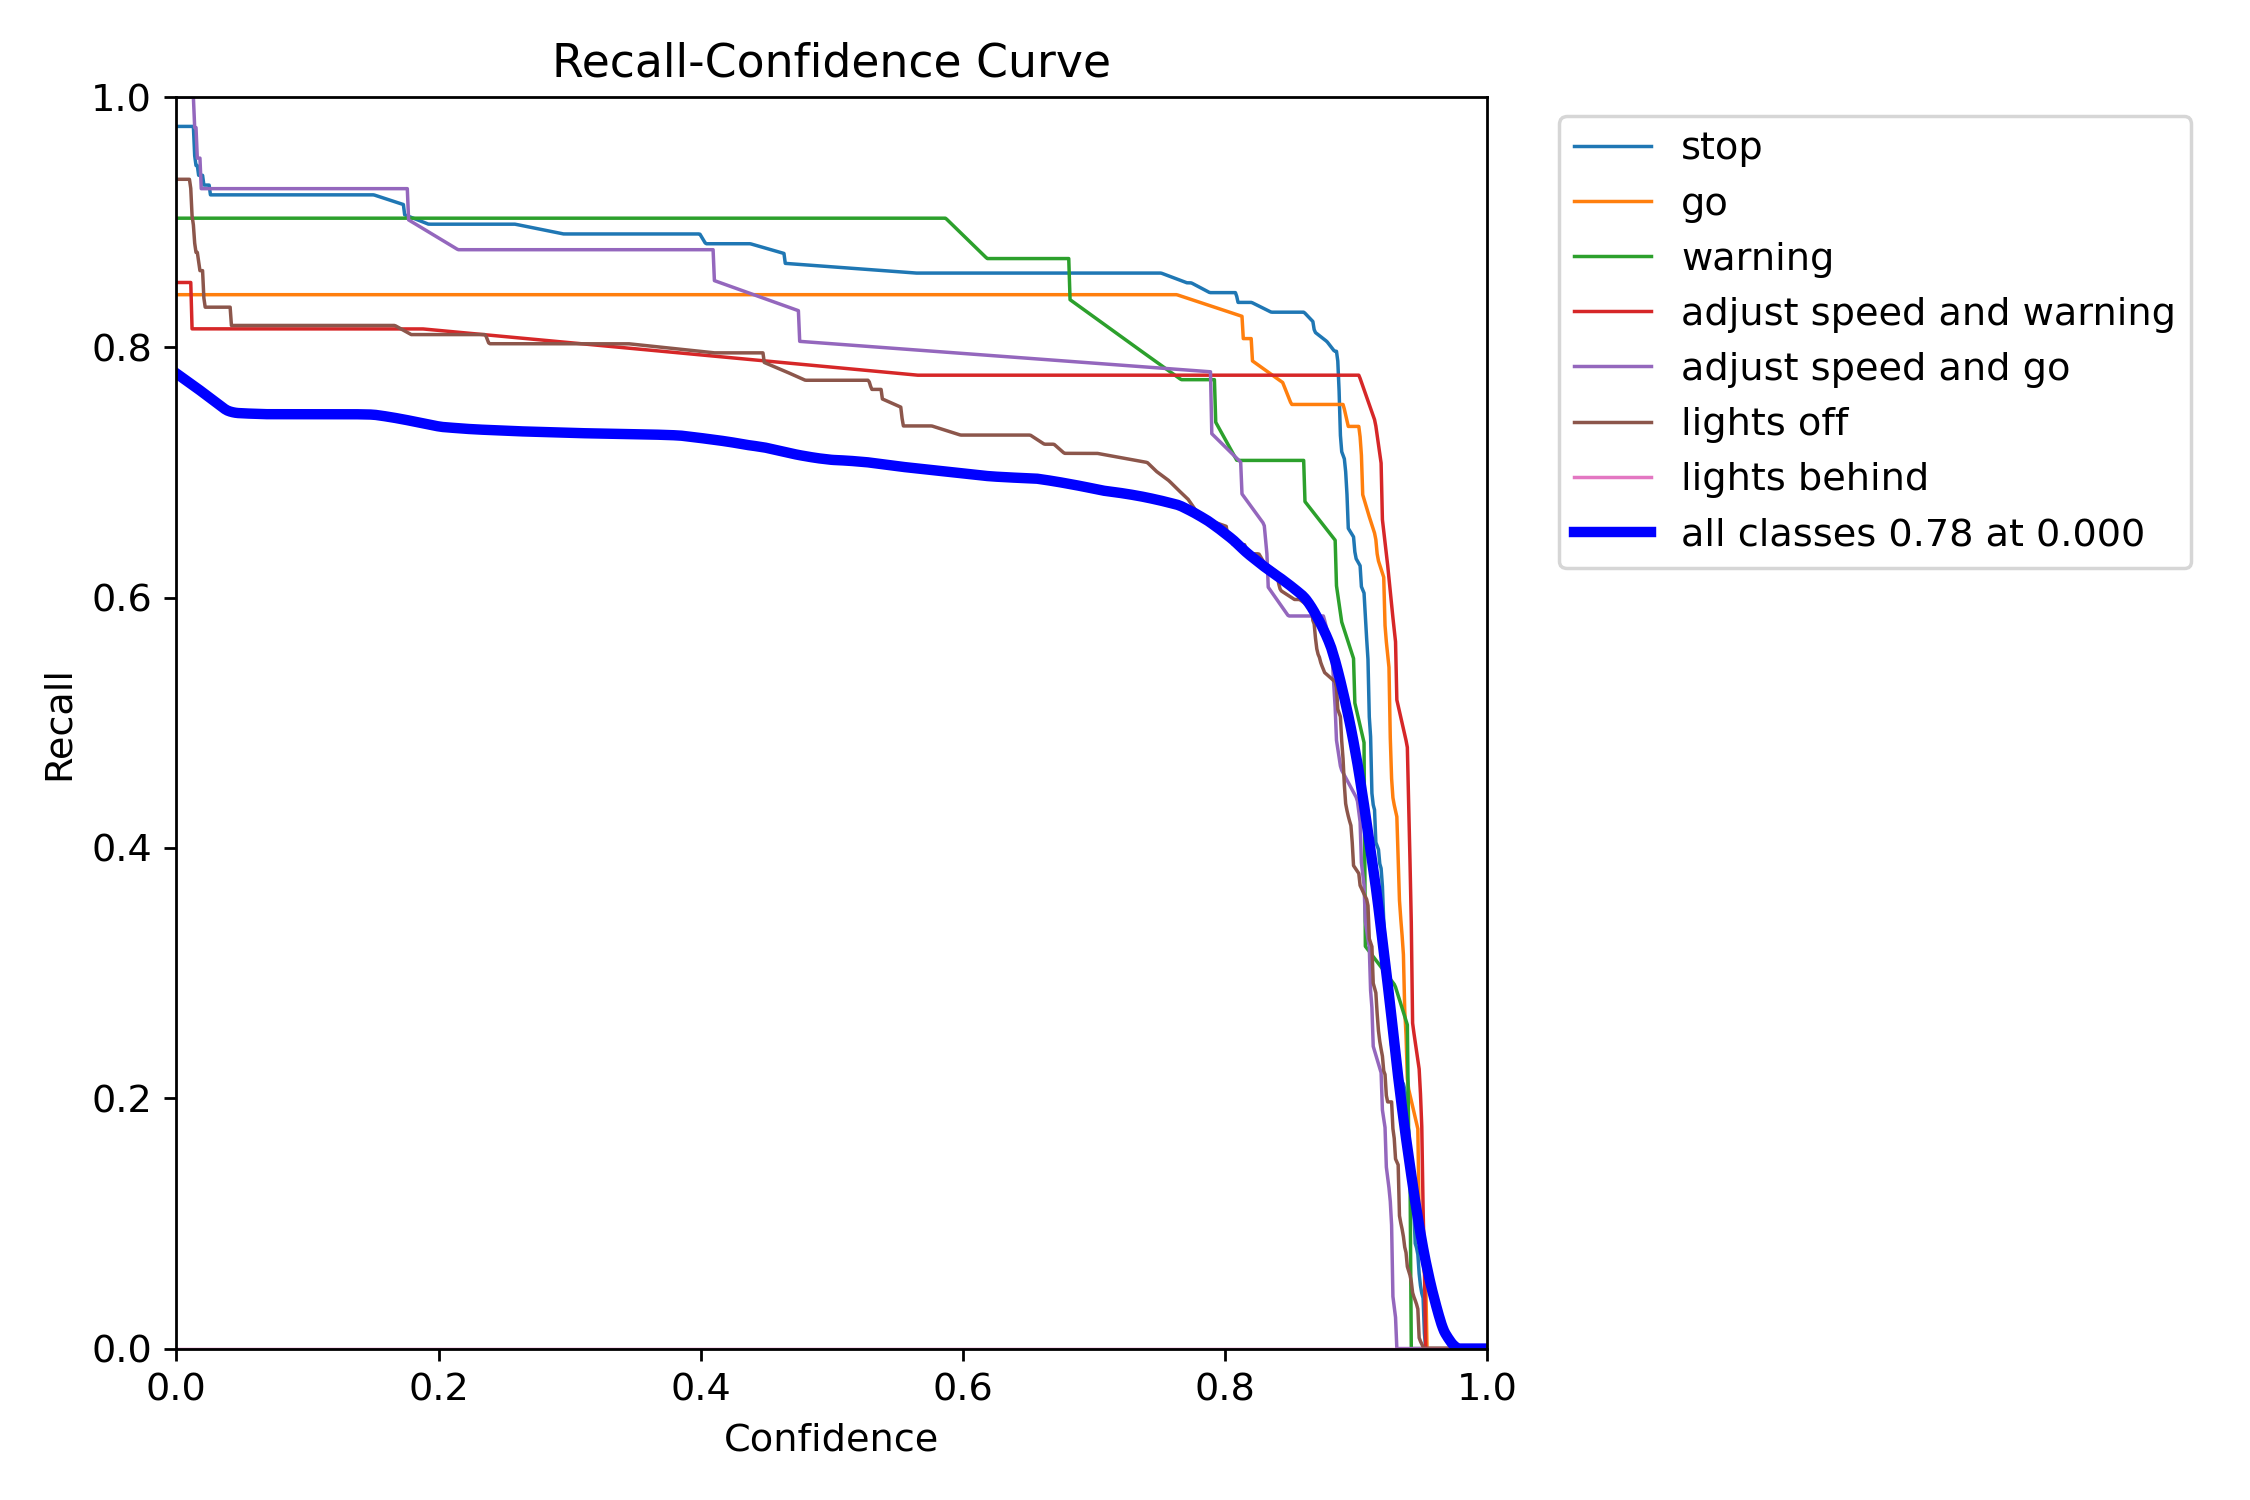 Recall-Confidence Curve
1.0
0.8
0.6
0.4
0.2
0.0
Recall
0.0 0.2 0.4 0.6 0.8 1.0
Confidence
stop
go
warning
adjust speed and warning
adjust speed and go
lights off
lights behind
all classes 0.78 at 0.000